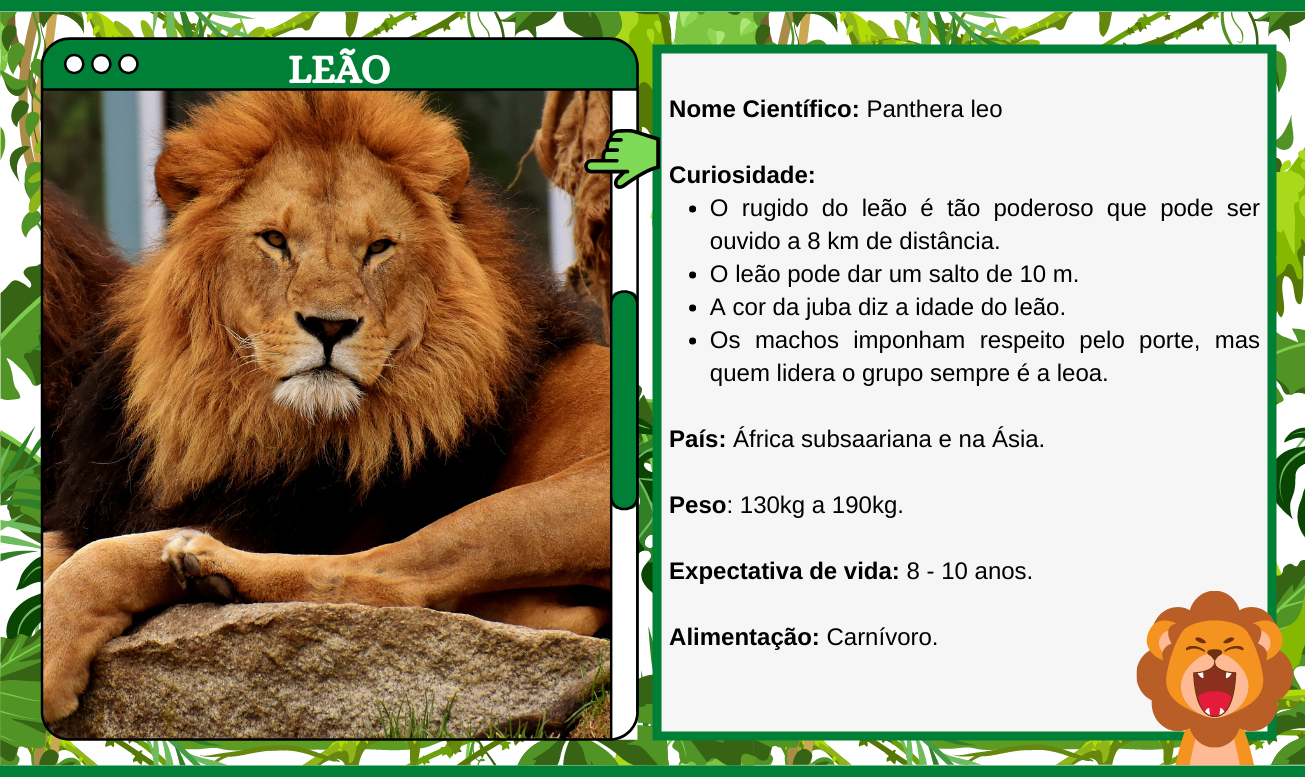 LEÃO
Nome Científico: Panthera leo
Curiosidade:
• O rugido do leão é tão poderoso que pode ser
ouvido a 8 km de distância.
• O leão pode dar um salto de 10 m.
• A cor da juba diz a idade do leão.
• Os machos imponham respeito pelo porte, mas
quem lidera o grupo sempre é a leoa.
País: África subsaariana e na Ásia.
Peso: 130kg a 190kg.
Expectativa de vida: 8 - 10 anos.
Alimentação: Carnívoro.